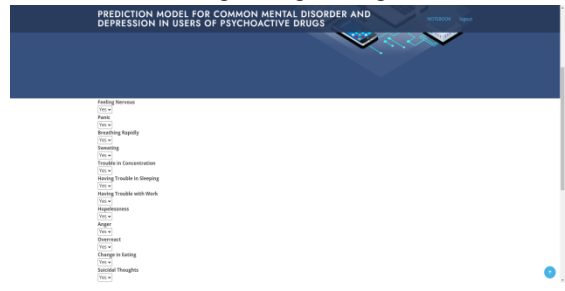 PREDICTION MODEL FOR COMMON MENTAL DISORDER AND
DEPRESSION IN USERS OF PSYCHOACTIVE DRUGS
logout
Feeling Nervous
Yes
Panic
Yes
Breathing Rapidly
Yes
Sweating
Yes
Trouble in Concentration
Yes
Having Trouble in Sleeping
Yes
Having Trouble with Work
Yes
Hopelessness
Yes
Anger
Yes
Overreact
Yes
Change in Eating
Yes
Suicidal Thoughts
Yes